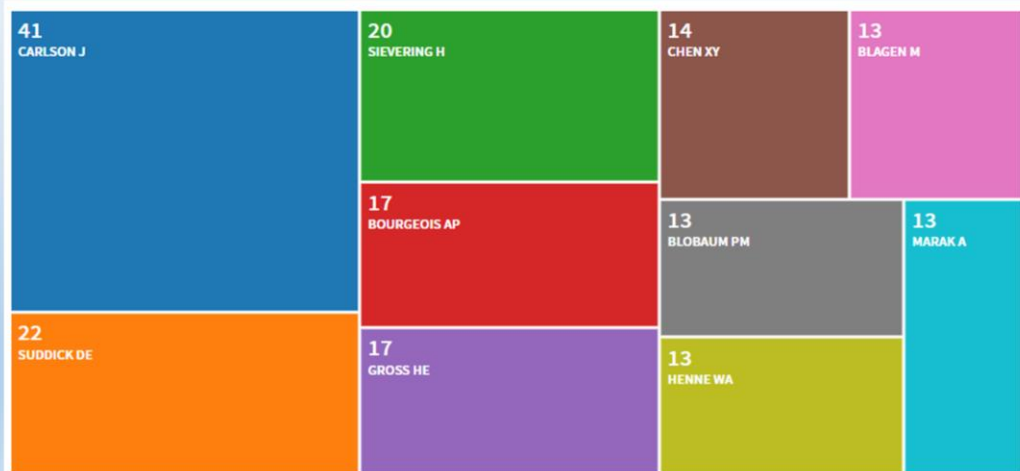 41
CARLSON J
22
SUDDICK DE
20
SIEVERING H
17
BOURGEOIS AP
17
GROSS HE
14
CHEN XY
13
BLAGEN M
13
BLOBAUM PM
13
HENNE WA
13
MARAK A